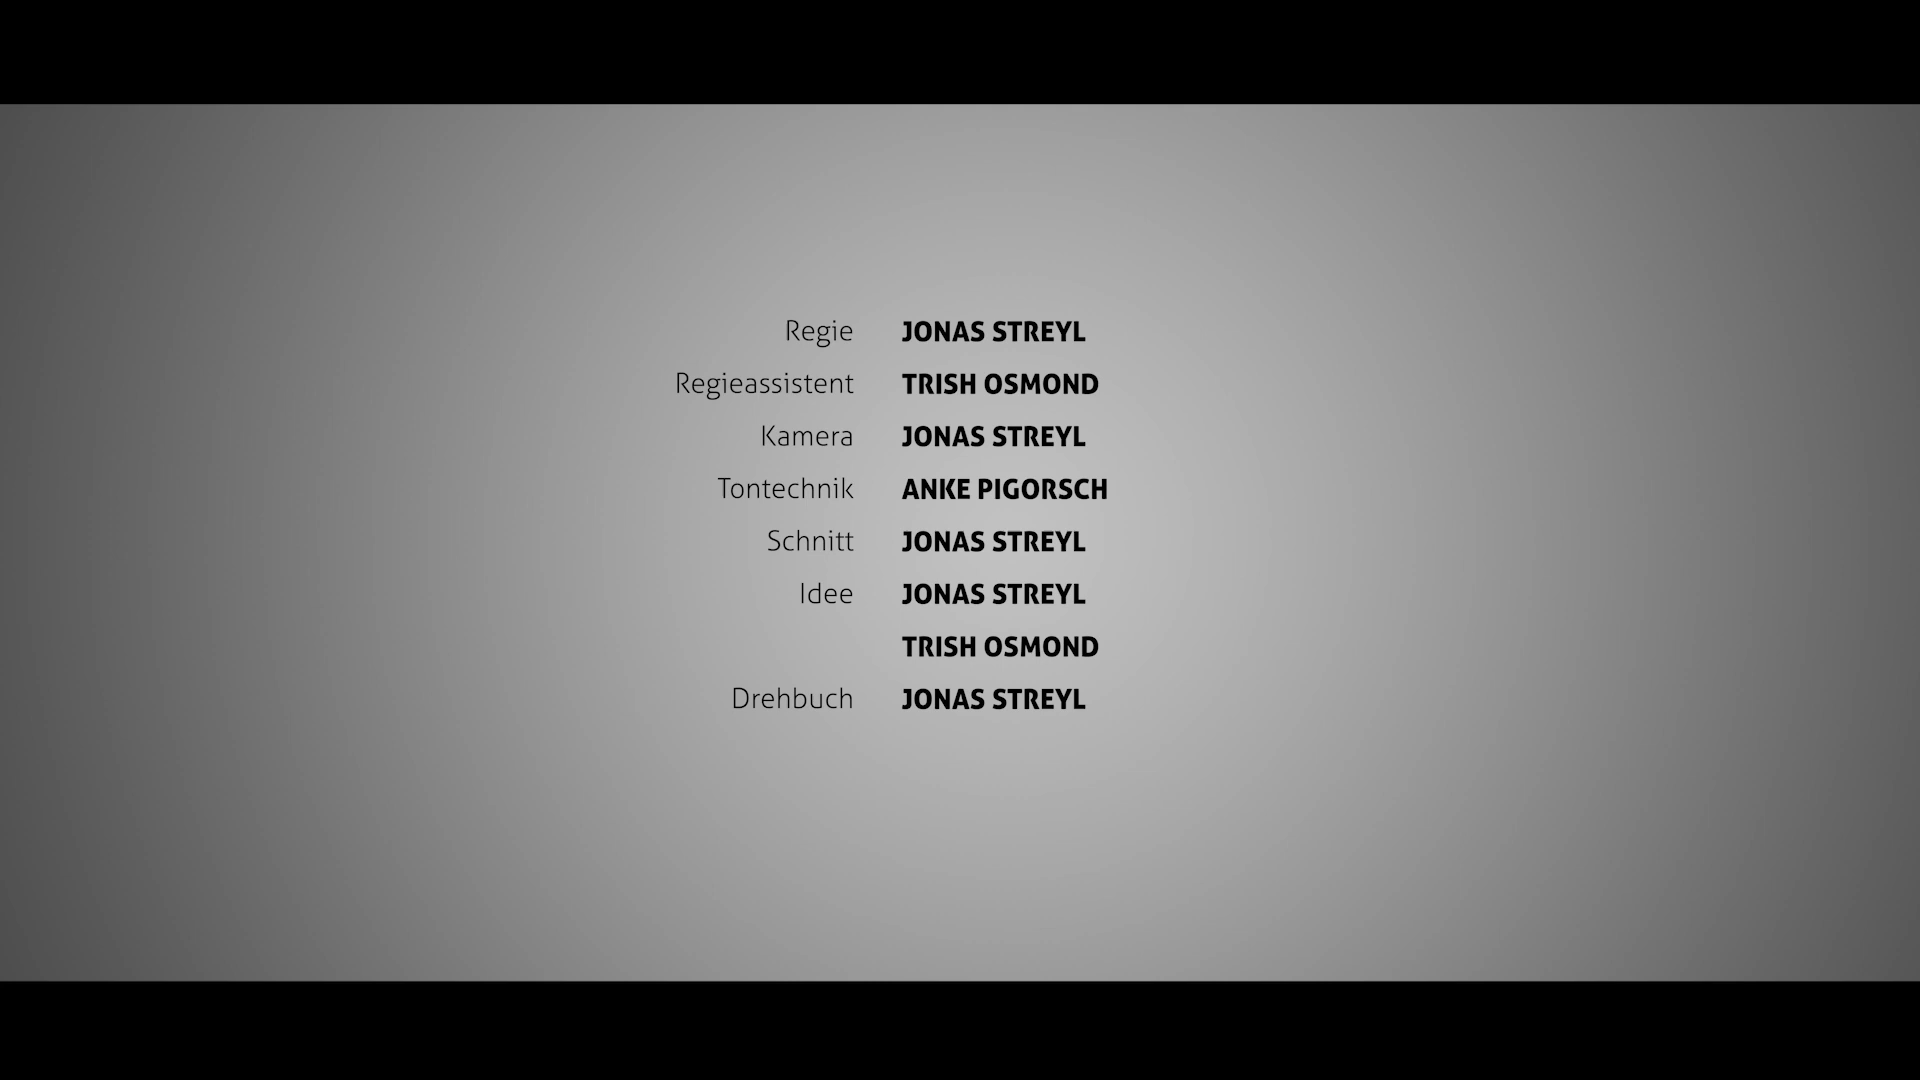 Regie JONAS STREYL
Regieassistent TRISH OSMOND
Kamera JONAS STREYL
Tontechnik ANKE PIGORSCH
Schnitt JONAS STREYL
Idee JONAS STREYL
TRISH OSMOND
Drehbuch JONAS STREYL